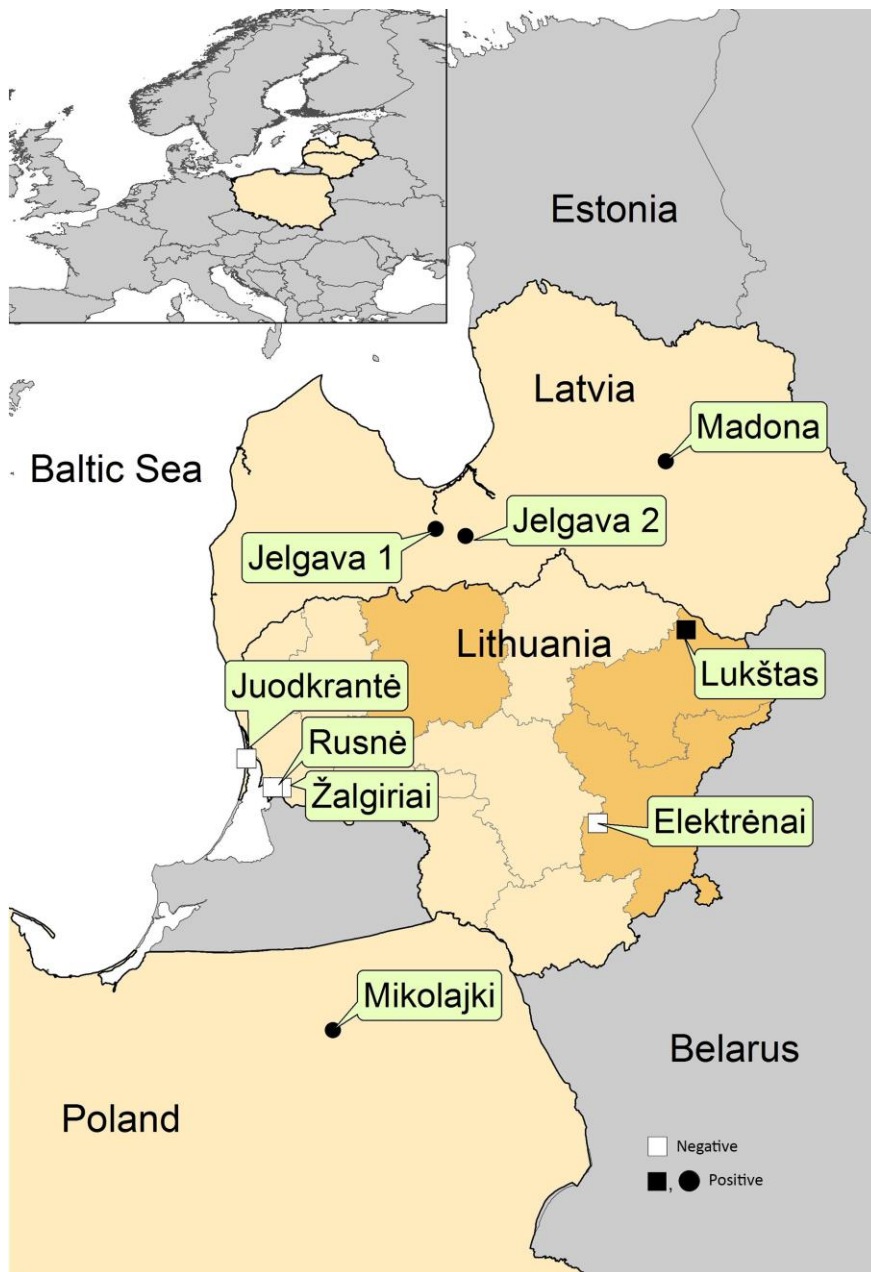 Estonia
Latvia
Madona
Baltic Sea
Jelgava 2
Jelgava 1
Lithuania
Lukštas
Juodkrantė
Rusnė
Žalgiriai
Elektrėnai
Mikolajki
Belarus
Poland
Negative
, Positive